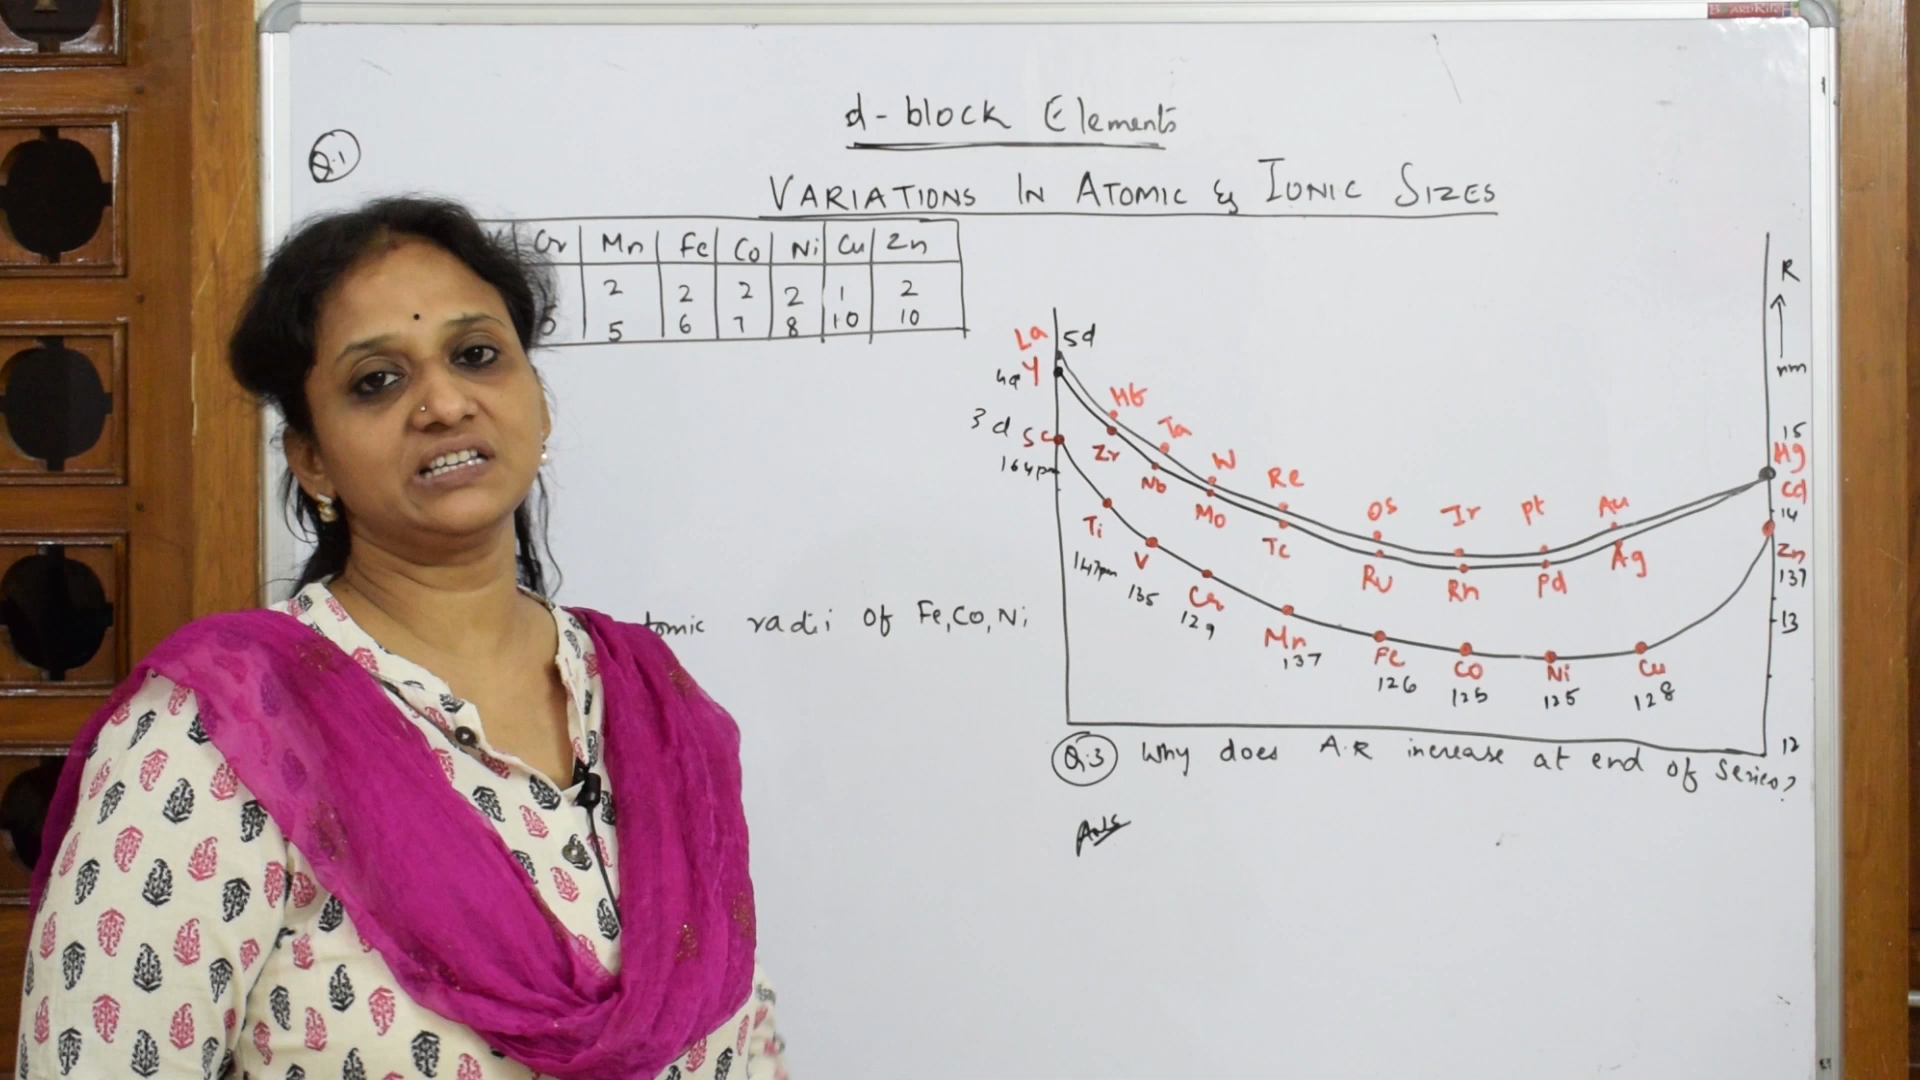 d-block Elements
Q.1
VARIATIONS IN ATOMIC & IONIC SIZES
Cr Mn Fe Co Ni Cu Zn
2 2 2 2 1 2
5 5 6 7 8 10 10
tomic radii of Fe, Co, Ni
R
nm
La 5d
4d Y
3d Sc
164pm
Hf Ta W Re Os Ir Pt Au Hg
Zr Nb Mo Tc Ru Rh Pd Ag Cd
Ti V Cr Mn Fe Co Ni Cu Zn
147pm 135 129 137 126 125 125 128 137
15
14
13
12
Q.3 Why does A.R increase at end of series?
Ans